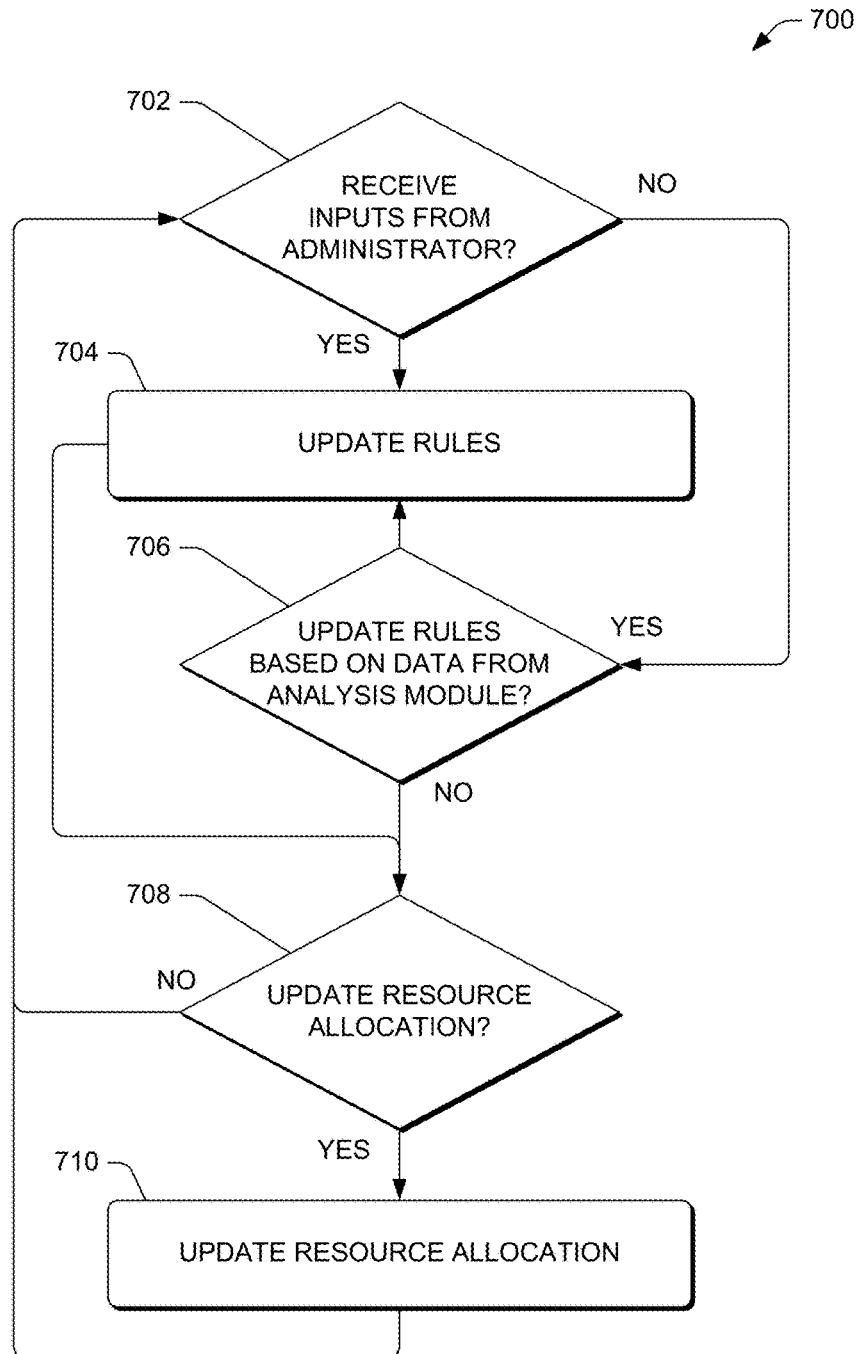 700
702
RECEIVE
INPUTS FROM
ADMINISTRATOR?
NO
YES
704
UPDATE RULES
706
UPDATE RULES
BASED ON DATA FROM
ANALYSIS MODULE?
YES
NO
708
NO
UPDATE RESOURCE
ALLOCATION?
YES
710
UPDATE RESOURCE ALLOCATION